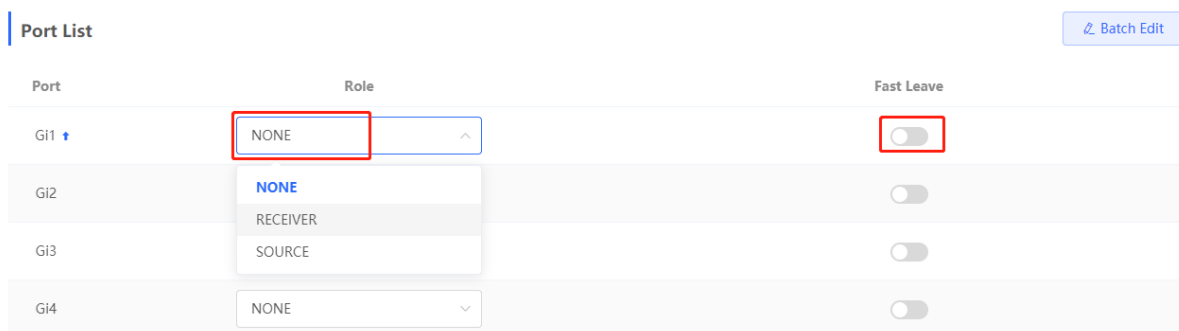 Port List
Batch Edit
Port Role Fast Leave
Gi1 NONE
NONE
Gi2
RECEIVER
Gi3 SOURCE
Gi4 NONE